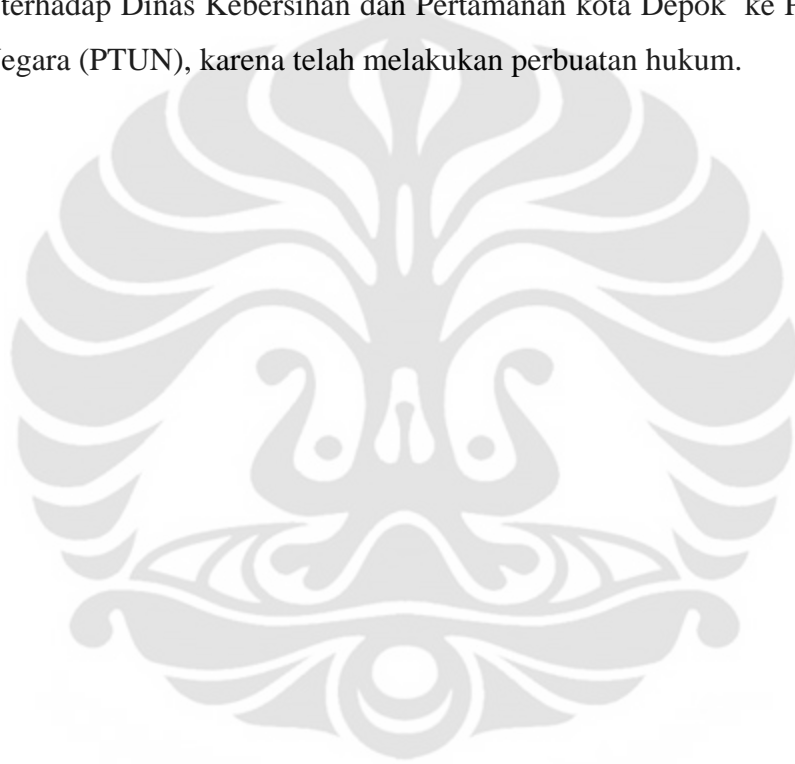 terhadap Dinas Kebersihan dan Pertamanan kota Depok ke
Negara (PTUN), karena telah melakukan perbuatan hukum.